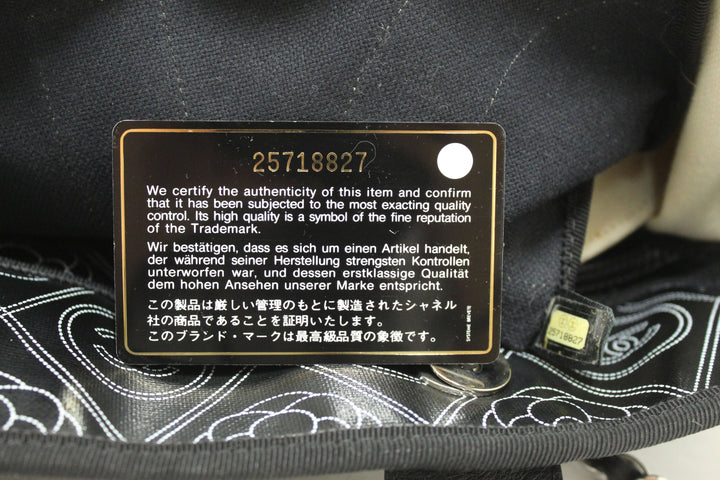 25718827
We certify the authenticity of this item and confirm
that it has been subjected to the most exacting quality
control. Its high quality is a symbol of the fine reputation
of the Trademark.
Wir bestätigen, dass es sich um einen Artikel handelt,
der während seiner Herstellung strengsten Kontrollen
unterworfen war, und dessen erstklassige Qualität
dem hohen Ansehen unserer Marke entspricht.
この製品は厳しい管理のもとに製造されたシャネル
社の商品であることを証明いたします。
このブランド・マークは最高級品質の象徴です。
25718827